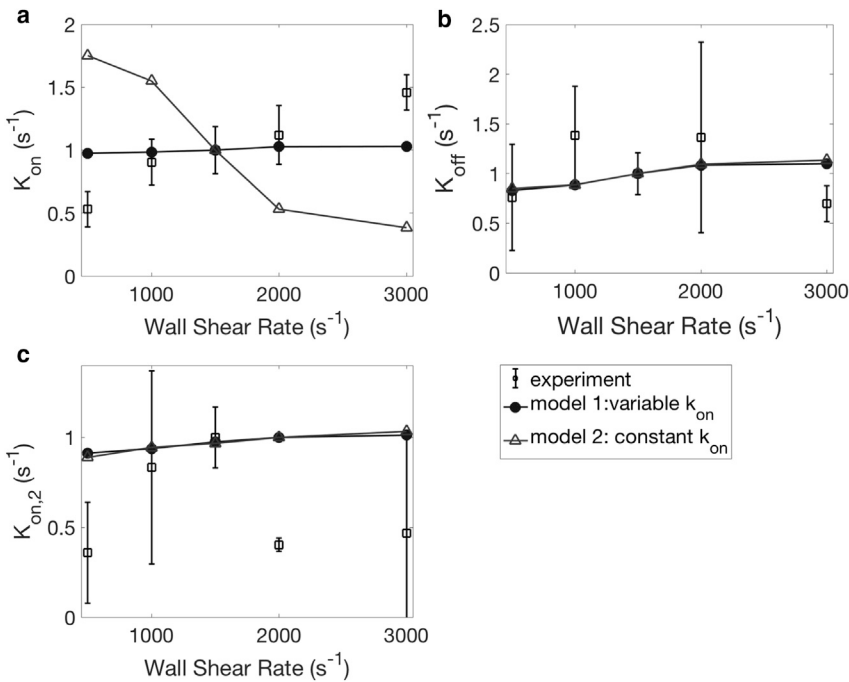 a
2
1.5
1
0.5
0
K_on (s^-1)
1000
2000
3000
Wall Shear Rate (s^-1)
b
2.5
2
1.5
1
0.5
0
K_off (s^-1)
1000
2000
3000
Wall Shear Rate (s^-1)
c
1
0.5
0
K_on,2 (s^-1)
1000
2000
3000
Wall Shear Rate (s^-1)
experiment
model 1:variable k_on
model 2: constant k_on